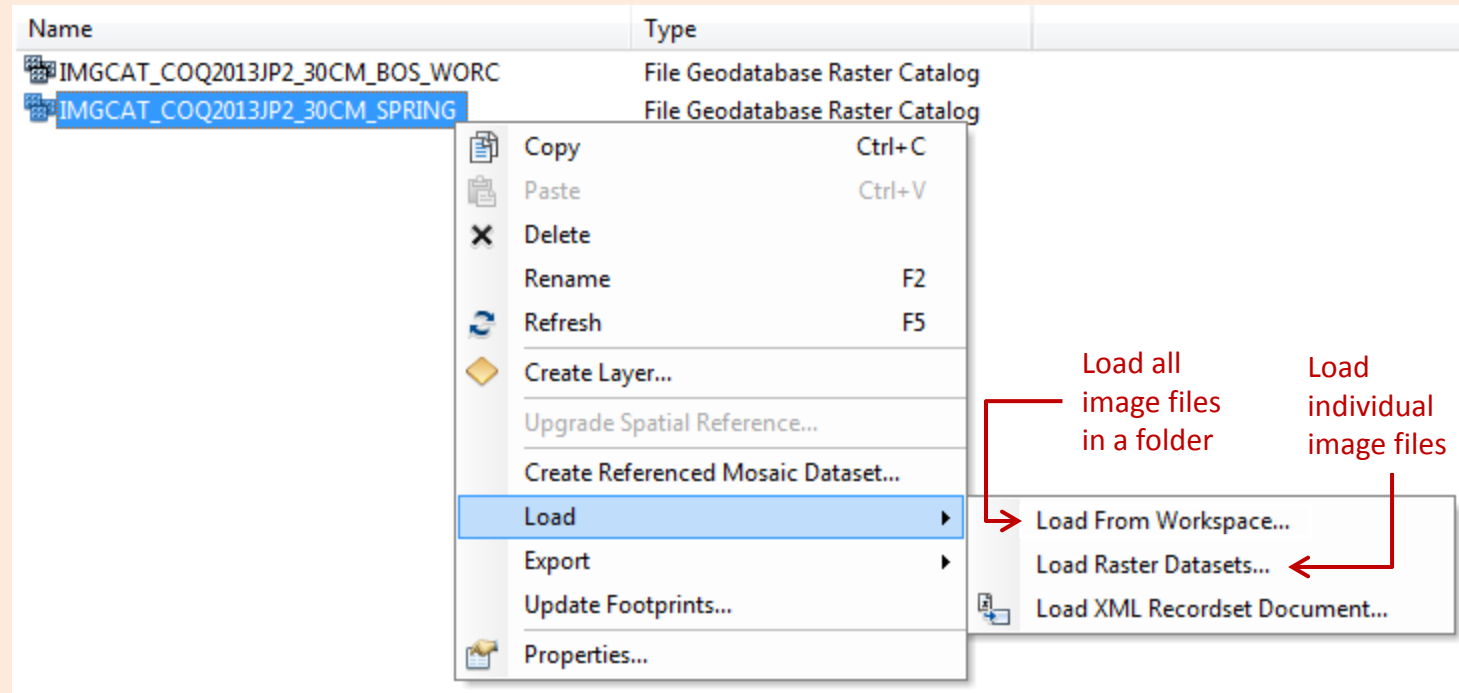 Name Type
IMGCAT_COQ2013JP2_30CM_BOS_WORC File Geodatabase Raster Catalog
IMGCAT_COQ2013JP2_30CM_SPRING File Geodatabase Raster Catalog
Copy Ctrl+C
Paste Ctrl+V
Delete
Rename F2
Refresh F5
Create Layer...
Upgrade Spatial Reference...
Create Referenced Mosaic Dataset...
Load
Export
Update Footprints...
Properties...
Load all
image files
in a folder
Load
individual
image files
Load From Workspace...
Load Raster Datasets...
Load XML Recordset Document...